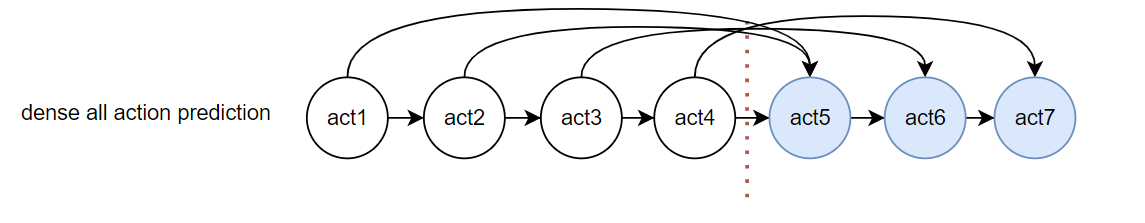 dense all action prediction
act1
act2
act3
act4
act5
act6
act7